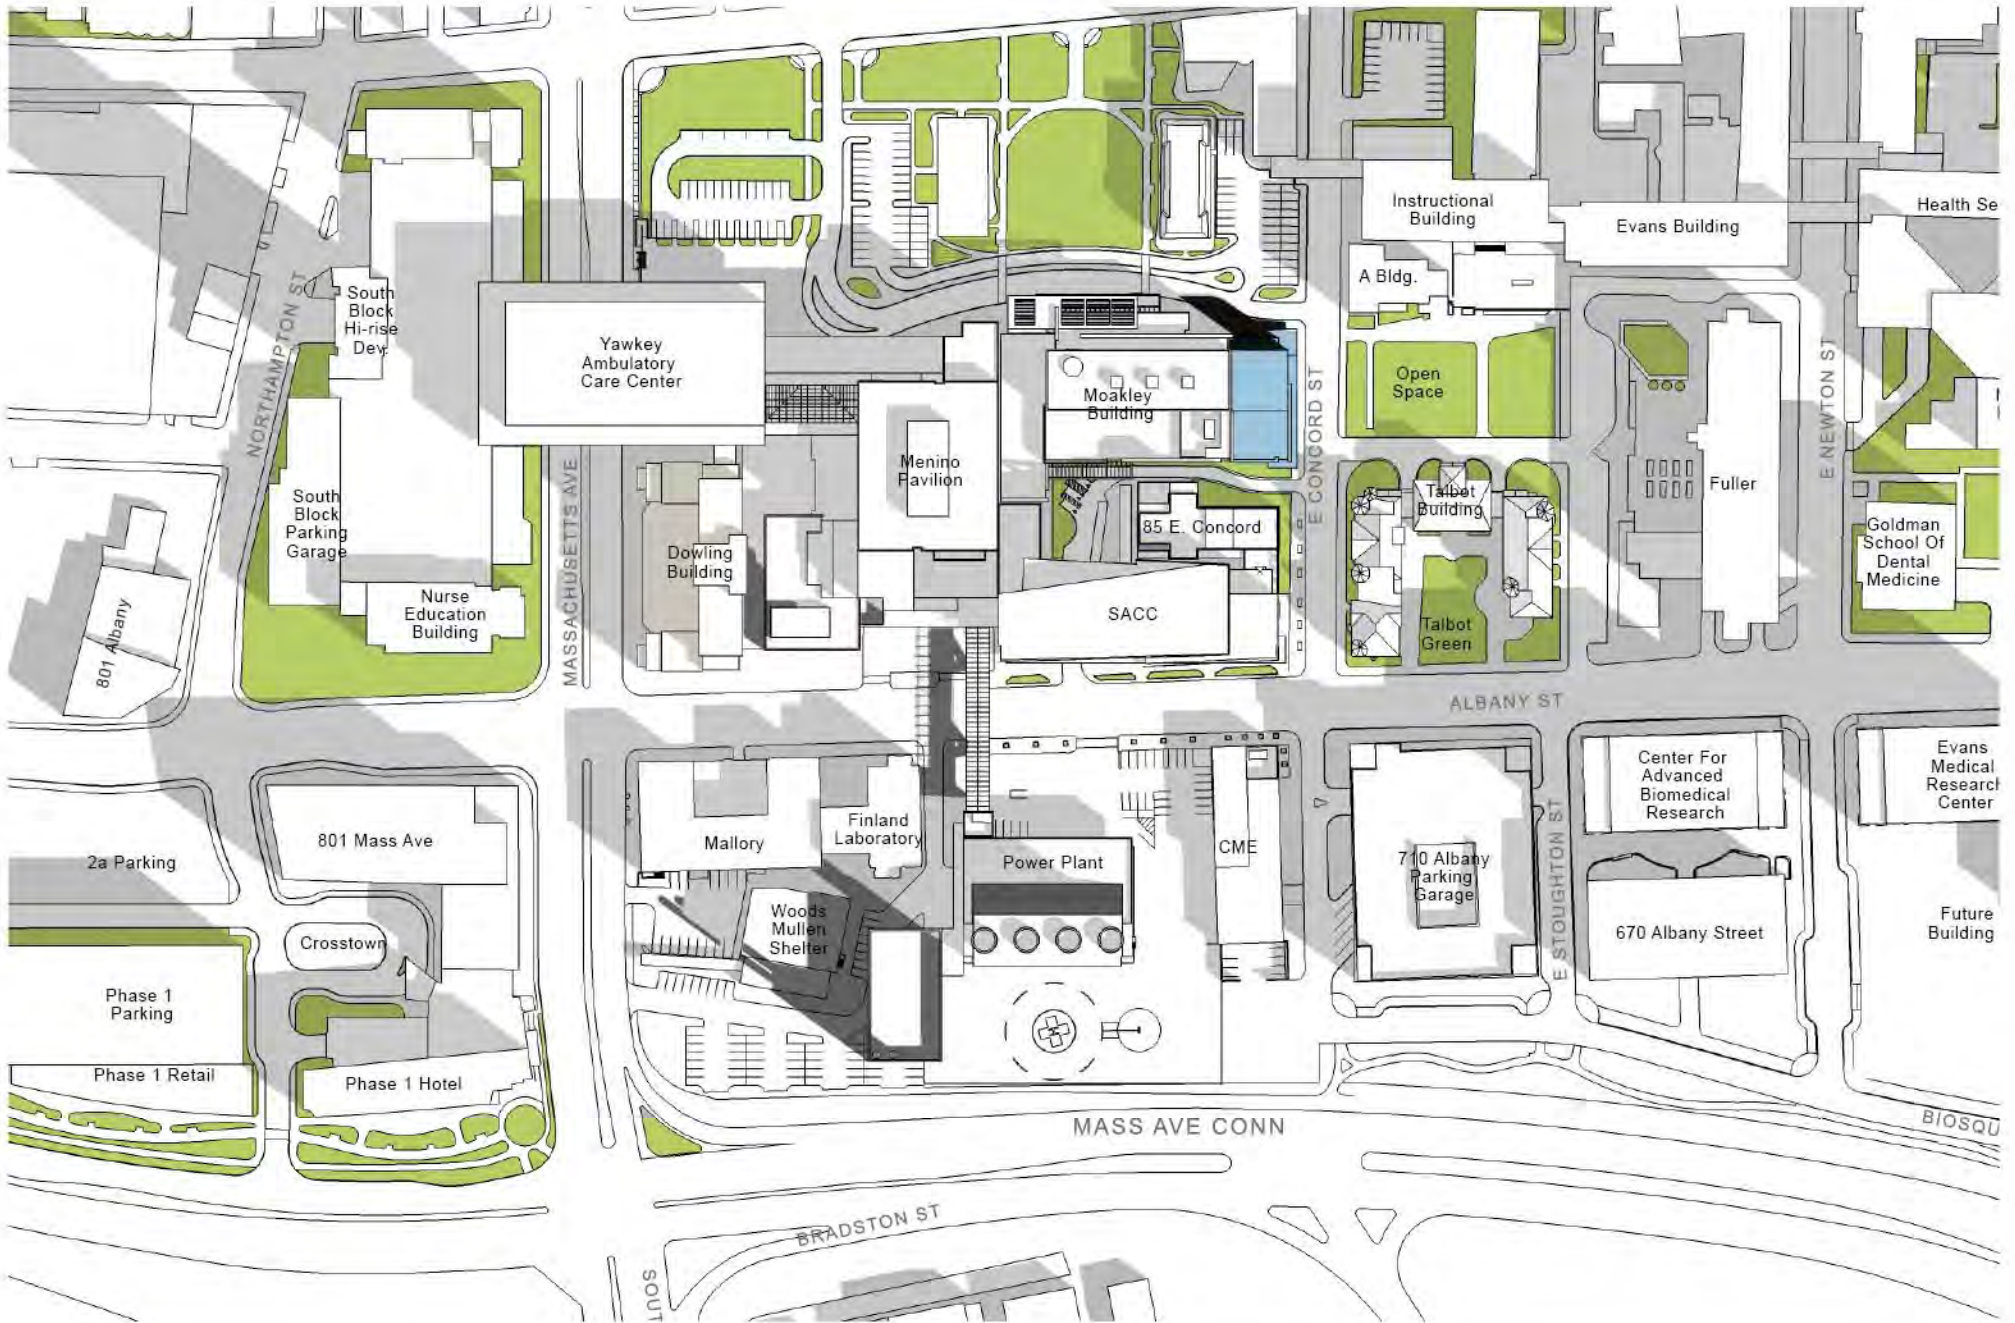 Instructional
Building
Evans Building
Health Se
A Bldg.
NORTHAMPTON ST
South
Block
Hi-rise
Dev.
Yawkey
Ambulatory
Care Center
Moakley
Building
E CONCORD ST
Open
Space
E NEWTON ST
Menino
Pavilion
MASSACHUSETTS AVE
South
Block
Parking
Garage
Talbot
Building
Fuller
85 E. Concord
Goldman
School Of
Dental
Medicine
Dowling
Building
Nurse
Education
Building
801 Albany
SACC
Talbot
Green
ALBANY ST
Center For
Advanced
Biomedical
Research
Evans
Medical
Research
Center
801 Mass Ave
2a Parking
Mallory
Finland
Laboratory
Power Plant
CME
710 Albany
Parking
Garage
E STOUGHTON ST
670 Albany Street
Future
Building
Woods
Mullen
Shelter
Crosstown
Phase 1
Parking
Phase 1 Retail
Phase 1 Hotel
MASS AVE CONN
BIOSQU
BRADSTON ST
SOUT